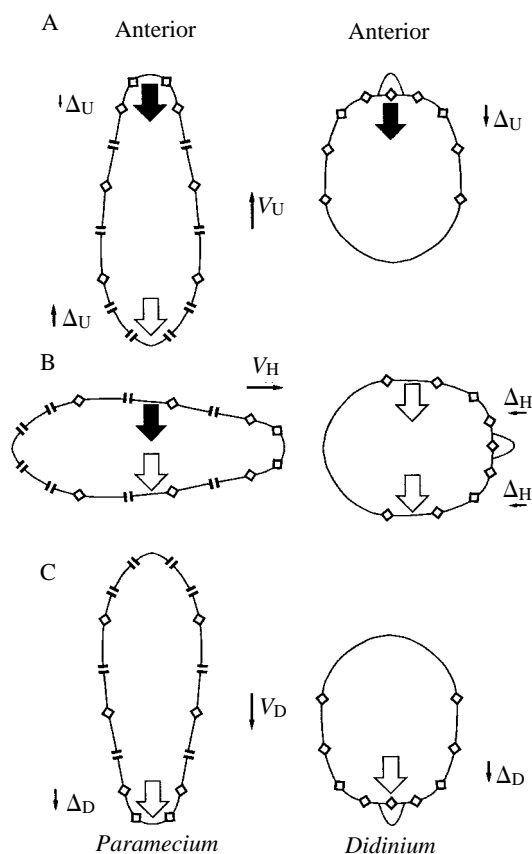 A
Anterior
Anterior
ΔU
ΔU
VU
ΔU
B
VH
ΔH
ΔH
C
VD
ΔD
ΔD
Paramecium
Didinium